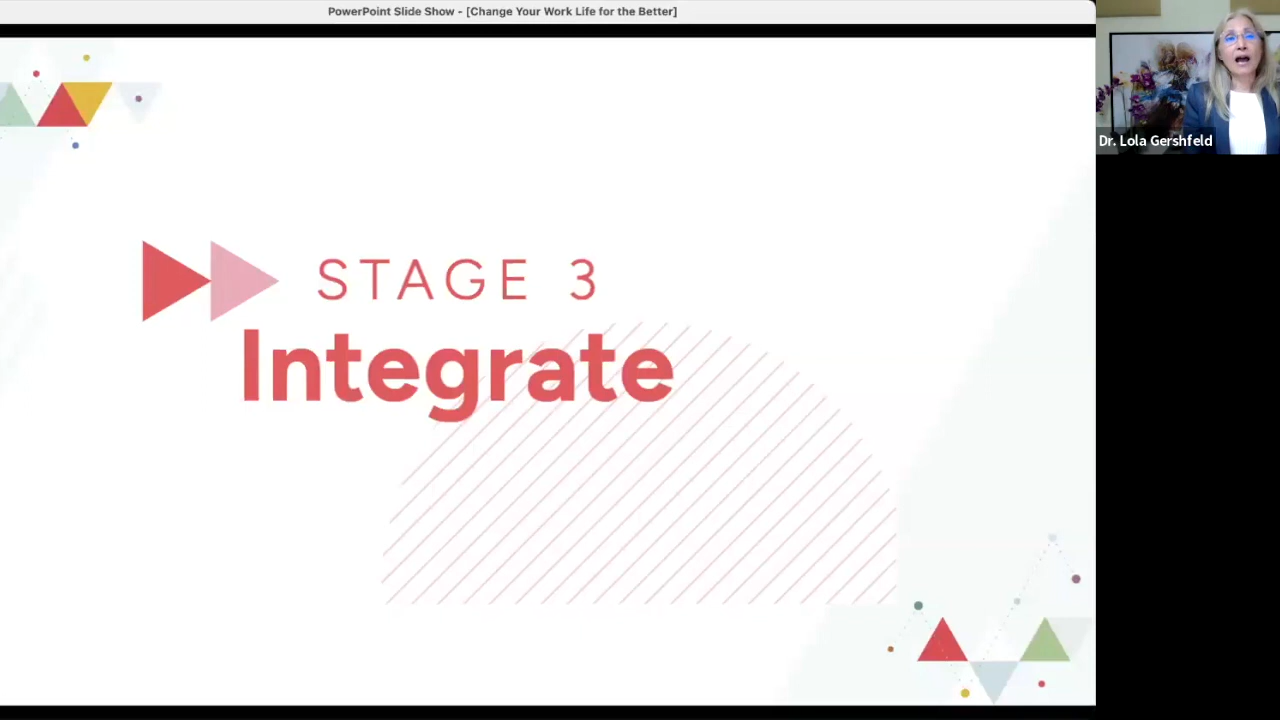 PowerPoint Slide Show - [Change Your Work Life for the Better]
Dr. Lola Gershfeld
STAGE 3
Integrate